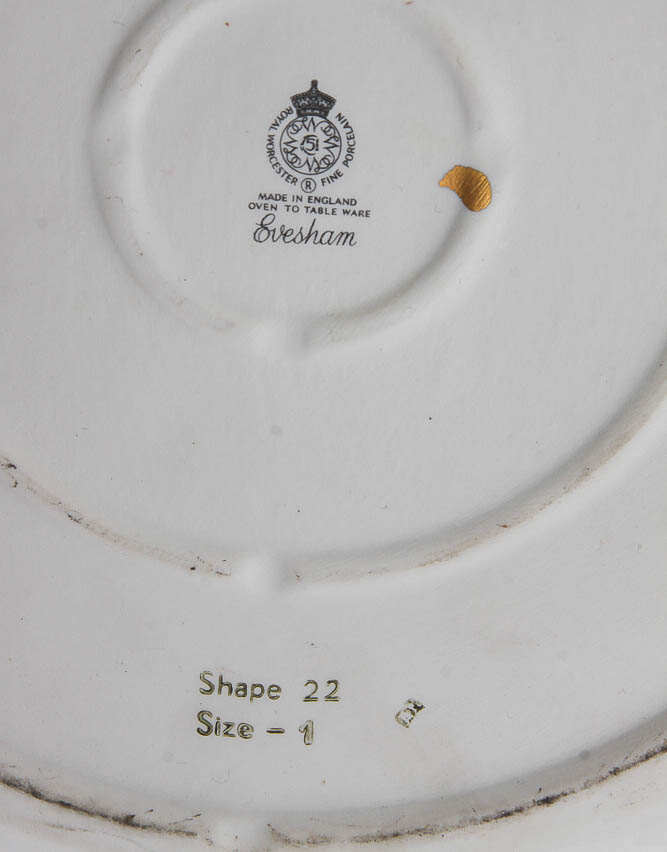 ROYAL WORCESTER ® FINE PORCELAIN
51
MADE IN ENGLAND
OVEN TO TABLE WARE
Evesham
Shape 22
Size - 1